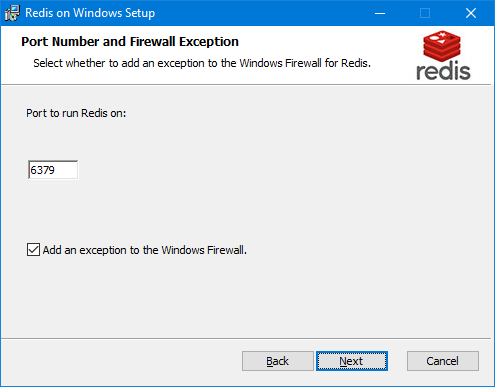 Redis on Windows Setup
Port Number and Firewall Exception
Select whether to add an exception to the Windows Firewall for Redis.
redis
Port to run Redis on:
6379
Add an exception to the Windows Firewall.
Back
Next
Cancel